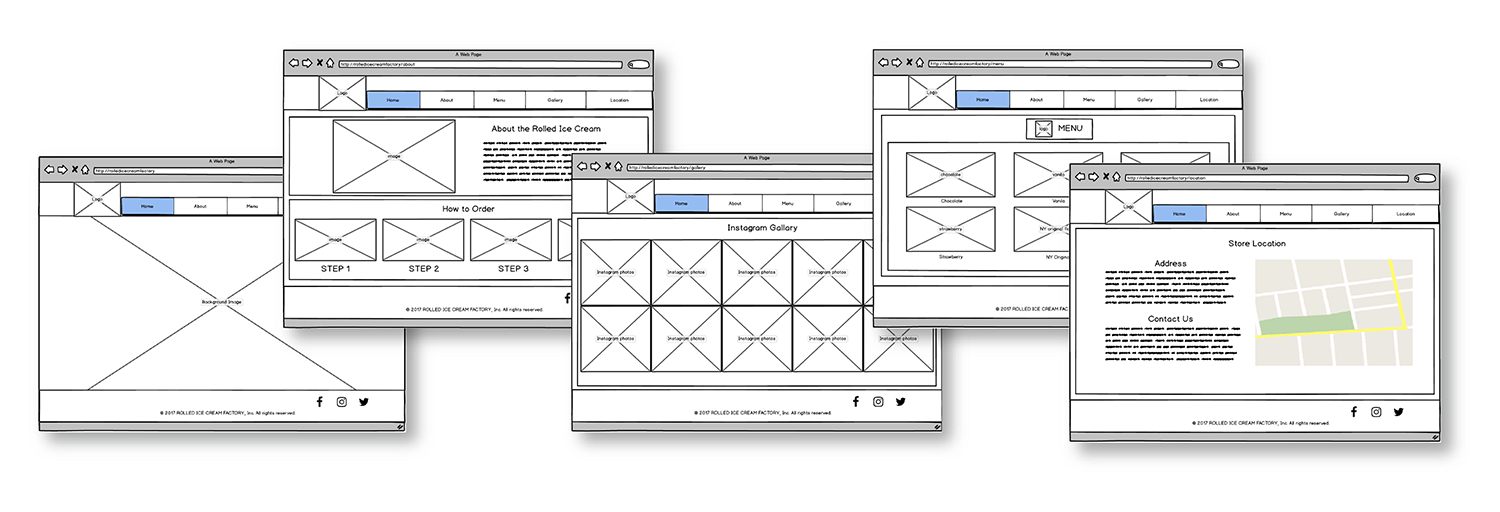 A Web Page
http://rolledicecreamfactory
Logo
Home
About
Menu
Background Image
© 2017 ROLLED ICE CREAM FACTORY, Inc. All rights reserved.
A Web Page
http://rolledicecreamfactory/about
Logo
Home
About
Menu
Gallery
Location
image
About the Rolled Ice Cream
How to Order
image
image
image
STEP 1
STEP 2
STEP 3
© 2017 ROLLED ICE CREAM FACTORY, Inc. All rights reserved.
A Web Page
http://rolledicecreamfactory/gallery
Logo
Home
About
Menu
Gallery
Instagram Gallary
Instagram photos
Instagram photos
Instagram photos
Instagram photos
Instagram photos
Instagram photos
Instagram photos
Instagram photos
Instagram photos
Instagram photos
© 2017 ROLLED ICE CREAM FACTORY, Inc. All rights reserved.
A Web Page
http://rolledicecreamfactory/menu
Logo
Home
About
Menu
Gallery
Location
logo
MENU
chocolate
vanilla
Chocolate
Vanilla
strawberry
NY original
Strawberry
NY Original
© 2017 ROLLED ICE CREAM
A Web Page
http://rolledicecreamfactory/location
Logo
Home
About
Menu
Gallery
Location
Store Location
Address
Contact Us
© 2017 ROLLED ICE CREAM FACTORY, Inc. All rights reserved.